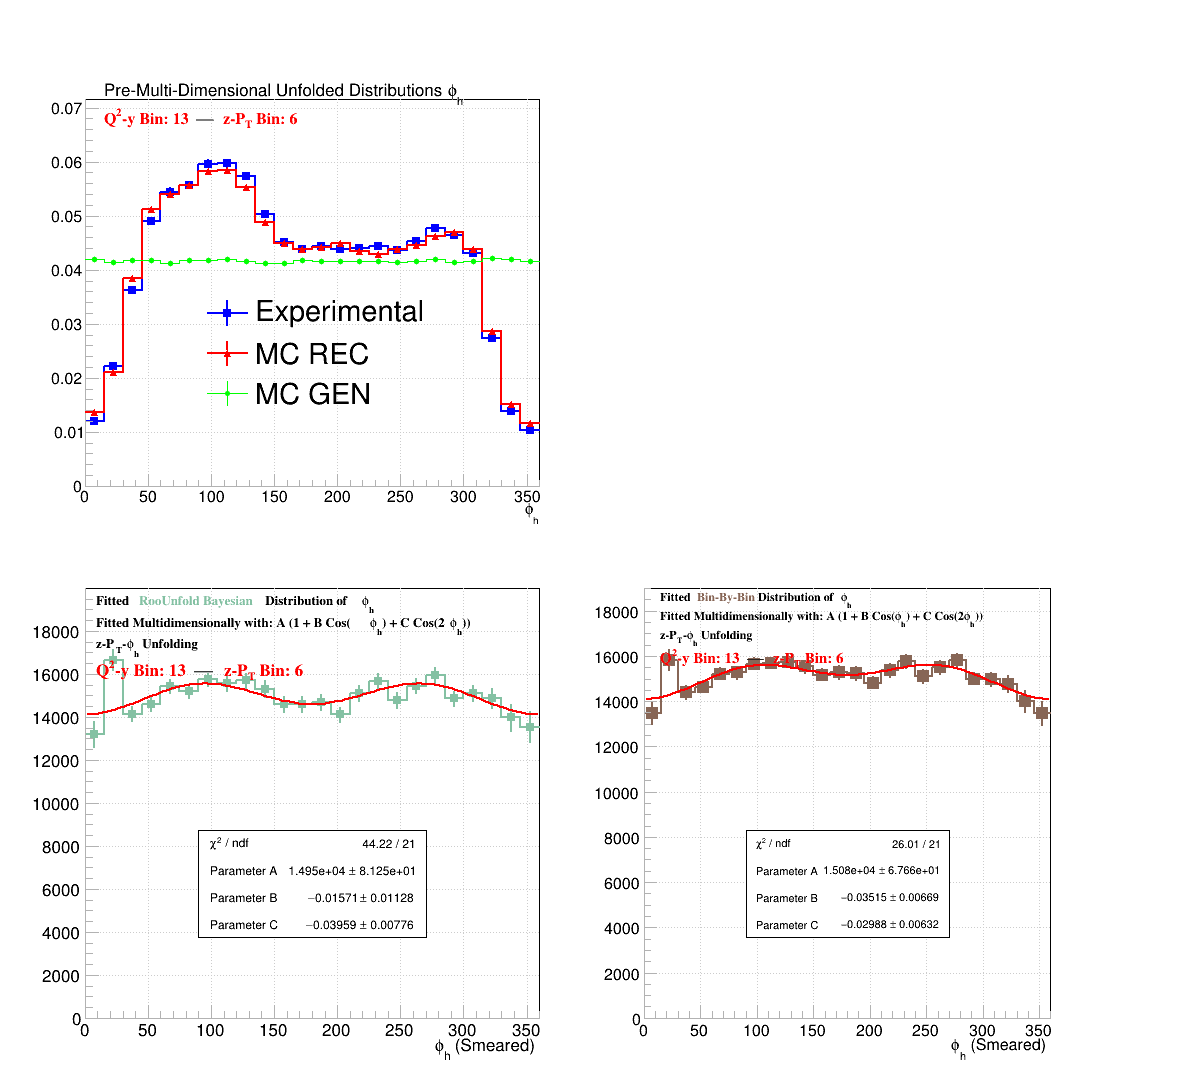 Pre-Multi-Dimensional Unfolded Distributions ϕh
Q²-y Bin: 13 — z-PT Bin: 6
0.07
0.06
0.05
0.04
0.03
0.02
0.01
0
Experimental
MC REC
MC GEN
0 50 100 150 200 250 300 350
ϕh
Fitted RooUnfold Bayesian Distribution of ϕh
Fitted Multidimensionally with: A (1 + B Cos(ϕh) + C Cos(2 ϕh))
z-PT-ϕh Unfolding
Q²-y Bin: 13 — z-PT Bin: 6
18000
16000
14000
12000
10000
8000
6000
4000
2000
0
χ² / ndf 44.22 / 21
Parameter A 1.495e+04 ± 8.125e+01
Parameter B −0.01571 ± 0.01128
Parameter C −0.03959 ± 0.00776
0 50 100 150 200 250 300 350
ϕh (Smeared)
Fitted Bin-By-Bin Distribution of ϕh
Fitted Multidimensionally with: A (1 + B Cos(ϕh) + C Cos(2ϕh))
z-PT-ϕh Unfolding
Q²-y Bin: 13 — z-PT Bin: 6
18000
16000
14000
12000
10000
8000
6000
4000
2000
0
χ² / ndf 26.01 / 21
Parameter A 1.508e+04 ± 6.766e+01
Parameter B −0.03515 ± 0.00669
Parameter C −0.02988 ± 0.00632
0 50 100 150 200 250 300 350
ϕh (Smeared)